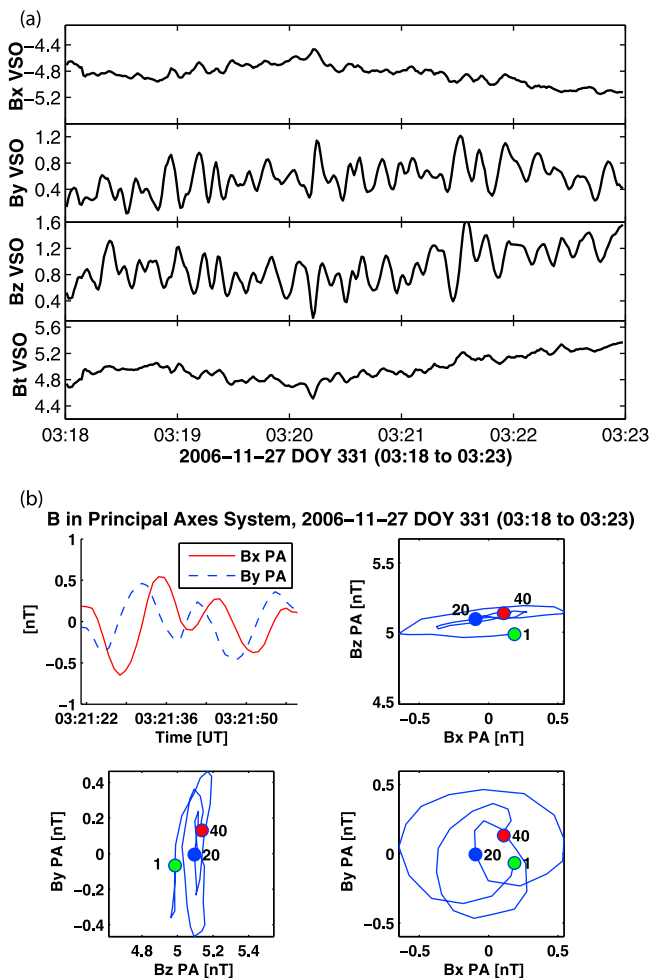 (a)
Bx VSO
−4.4
−4.8
−5.2
By VSO
1.2
0.8
0.4
Bz VSO
1.6
1.2
0.8
0.4
Bt VSO
5.6
5.2
4.8
4.4
03:18 03:19 03:20 03:21 03:22 03:23
2006−11−27 DOY 331 (03:18 to 03:23)
(b)
B in Principal Axes System, 2006−11−27 DOY 331 (03:18 to 03:23)
[nT]
1
0.5
0
−0.5
−1
Bx PA
By PA
03:21:22 03:21:36 03:21:50
Time [UT]
Bz PA [nT]
5.5
5
4.5
20
40
1
−0.5 0 0.5
Bx PA [nT]
By PA [nT]
0.4
0.2
0
−0.2
−0.4
40
1
20
4.8 5 5.2 5.4
Bz PA [nT]
By PA [nT]
0.5
0
−0.5
40
20
1
−0.5 0 0.5
Bx PA [nT]